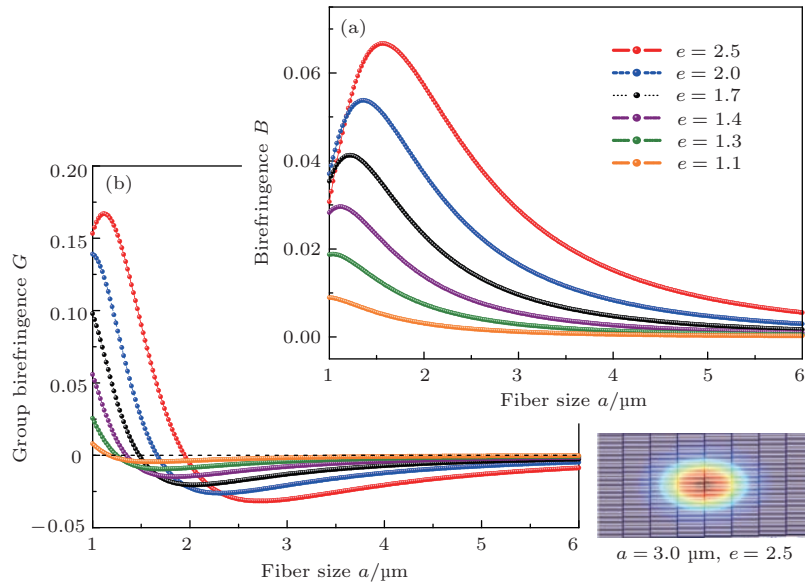 (a)
0.06
0.04
0.02
0.00
Birefringence B
e = 2.5
e = 2.0
e = 1.7
e = 1.4
e = 1.3
e = 1.1
1 2 3 4 5 6
Fiber size a/µm
(b)
0.20
0.15
0.10
0.05
0
−0.05
Group birefringence G
1 2 3 4 5 6
Fiber size a/µm
a = 3.0 µm, e = 2.5